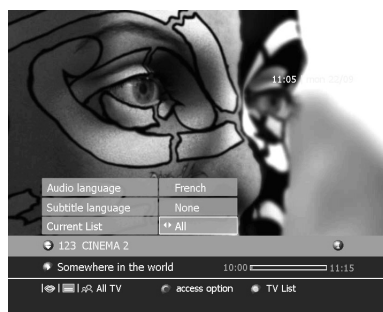 11:05
Audio language French
Subtitle language None
Current List All
123 CINEMA 2
Somewhere in the world 10:00 11:15
All TV access option TV List